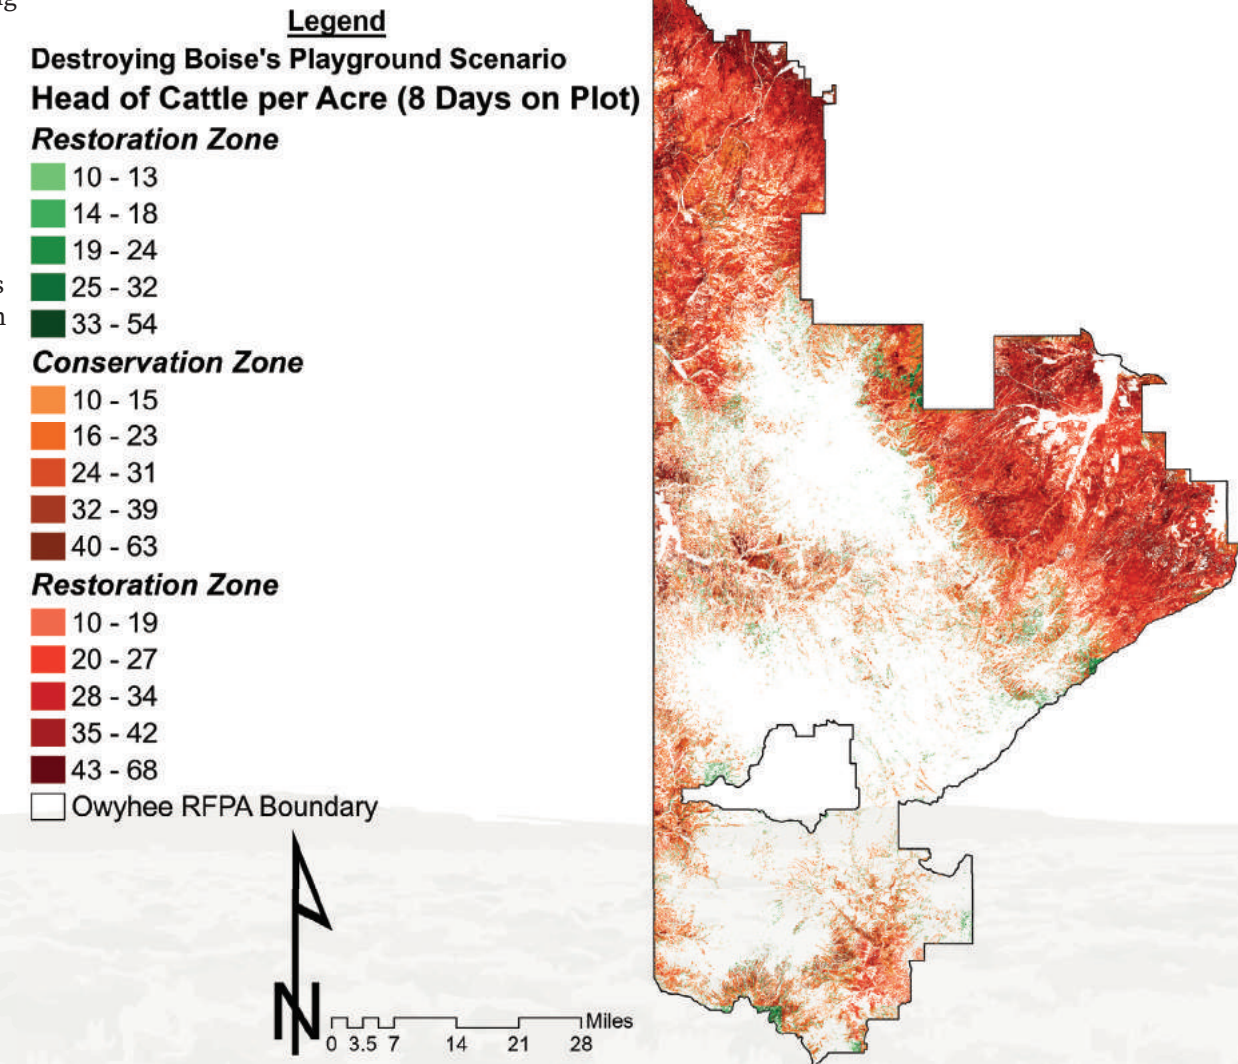 ng
s
n
Legend
Destroying Boise's Playground Scenario
Head of Cattle per Acre (8 Days on Plot)
Restoration Zone
10 - 13
14 - 18
19 - 24
25 - 32
33 - 54
Conservation Zone
10 - 15
16 - 23
24 - 31
32 - 39
40 - 63
Restoration Zone
10 - 19
20 - 27
28 - 34
35 - 42
43 - 68
Owyhee RFPA Boundary
N
Miles
0 3.5 7 14 21 28